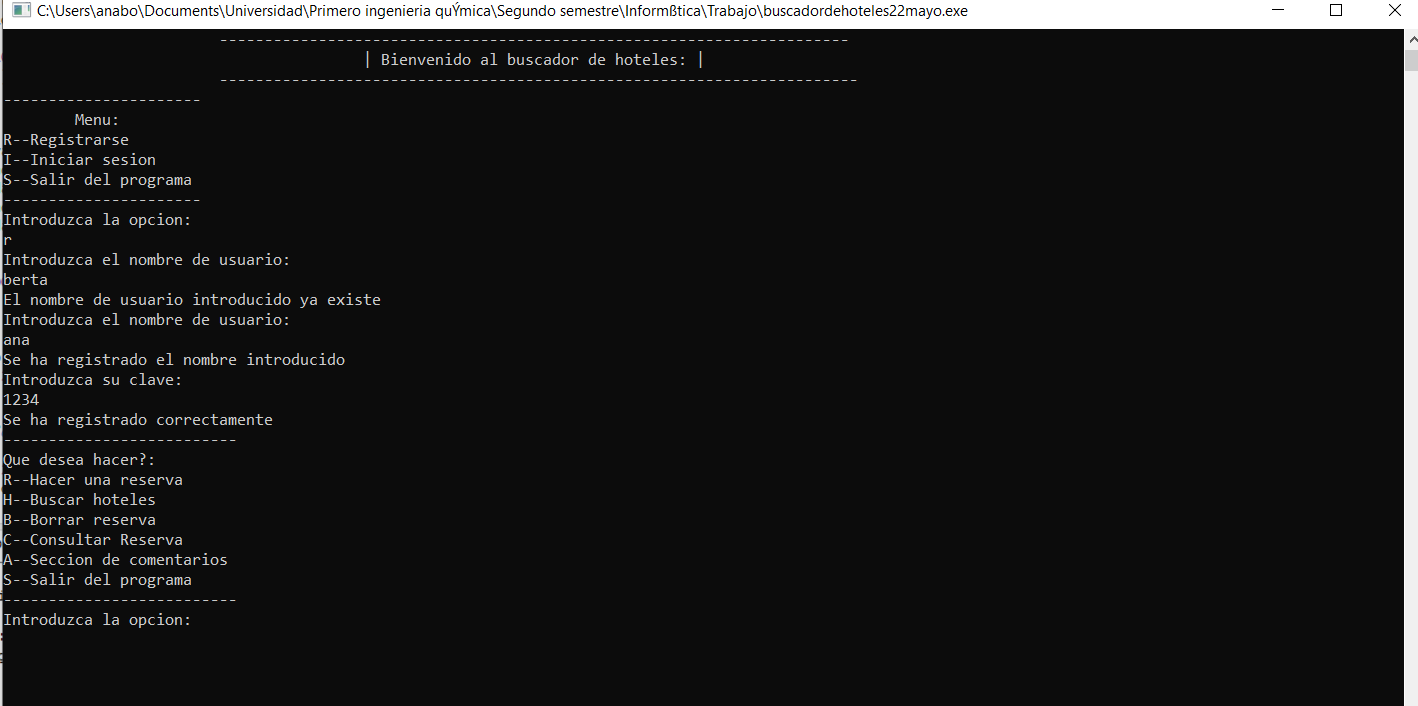 C:\Users\anabo\Documents\Universidad\Primero ingenieria quÝmica\Segundo semestre\Informßtica\Trabajo\buscadordehoteles22mayo.exe
----------------------------------------------------------------------
| Bienvenido al buscador de hoteles: |
-----------------------------------------------------------------------
----------------------
Menu:
R--Registrarse
I--Iniciar sesion
S--Salir del programa
----------------------
Introduzca la opcion:
r
Introduzca el nombre de usuario:
berta
El nombre de usuario introducido ya existe
Introduzca el nombre de usuario:
ana
Se ha registrado el nombre introducido
Introduzca su clave:
1234
Se ha registrado correctamente
--------------------------
Que desea hacer?:
R--Hacer una reserva
H--Buscar hoteles
B--Borrar reserva
C--Consultar Reserva
A--Seccion de comentarios
S--Salir del programa
--------------------------
Introduzca la opcion: